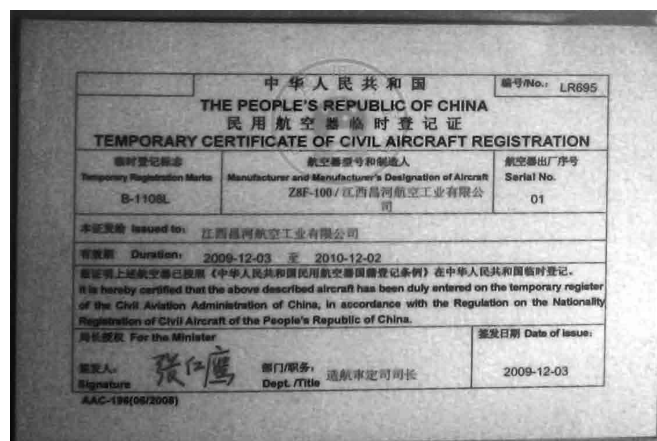 中华人民共和国
编号/No.: LR695
THE PEOPLE'S REPUBLIC OF CHINA
民用航空器临时登记证
TEMPORARY CERTIFICATE OF CIVIL AIRCRAFT REGISTRATION
临时登记标志 航空器型号和制造人 航空器出厂序号
Temporary Registration Marks Manufacturer and Manufacturer's Designation of Aircraft Serial No.
B-1108L Z8F-100/江西昌河航空工业有限公
司 01
本证发给 Issued to: 江西昌河航空工业有限公司
有效期 Duration: 2009-12-03 至 2010-12-02
兹证明上述航空器已按照《中华人民共和国民用航空器国籍登记条例》在中华人民共和国临时登记。
It is hereby certified that the above described aircraft has been duly entered on the temporary register
of the Civil Aviation Administration of China, in accordance with the Regulation on the Nationality
Registration of Civil Aircraft of the People's Republic of China.
局长授权 For the Minister 签发日期 Date of Issue:
签发人: 张红鹰 部门/职务: 适航审定司司长 2009-12-03
Signature Dept. /Title
AAC-196(06/2008)